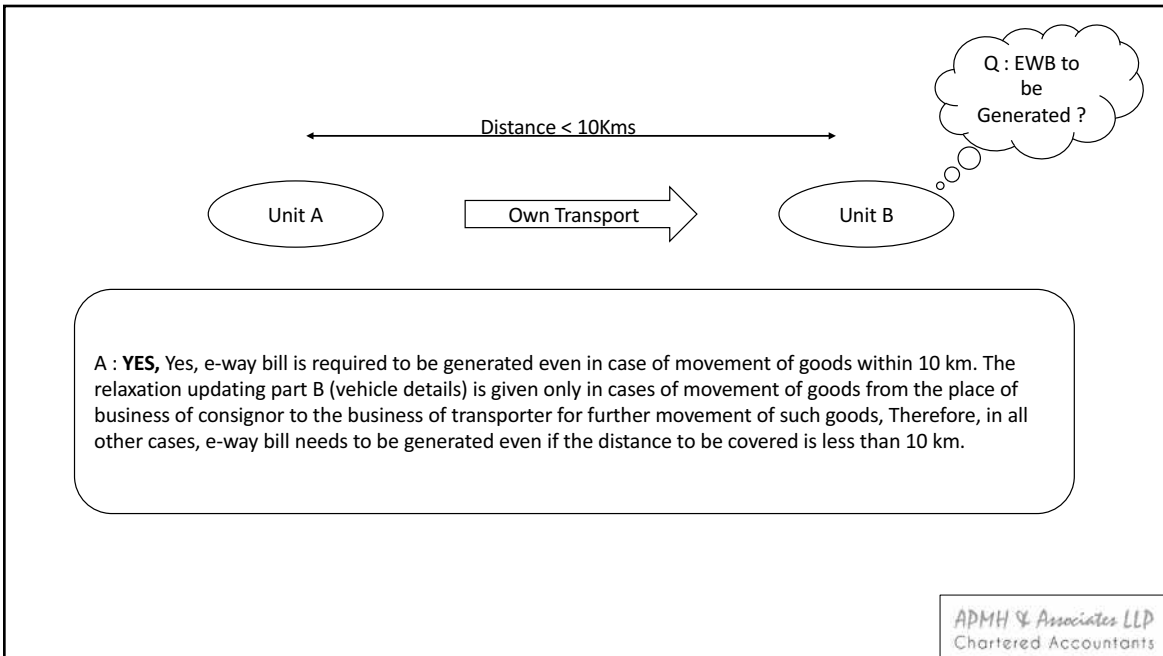 Q : EWB to
be
Generated ?
Distance < 10Kms
Unit A
Own Transport
Unit B
A : YES, Yes, e-way bill is required to be generated even in case of movement of goods within 10 km. The
relaxation updating part B (vehicle details) is given only in cases of movement of goods from the place of
business of consignor to the business of transporter for further movement of such goods, Therefore, in all
other cases, e-way bill needs to be generated even if the distance to be covered is less than 10 km.
APMH & Associates LLP
Chartered Accountants